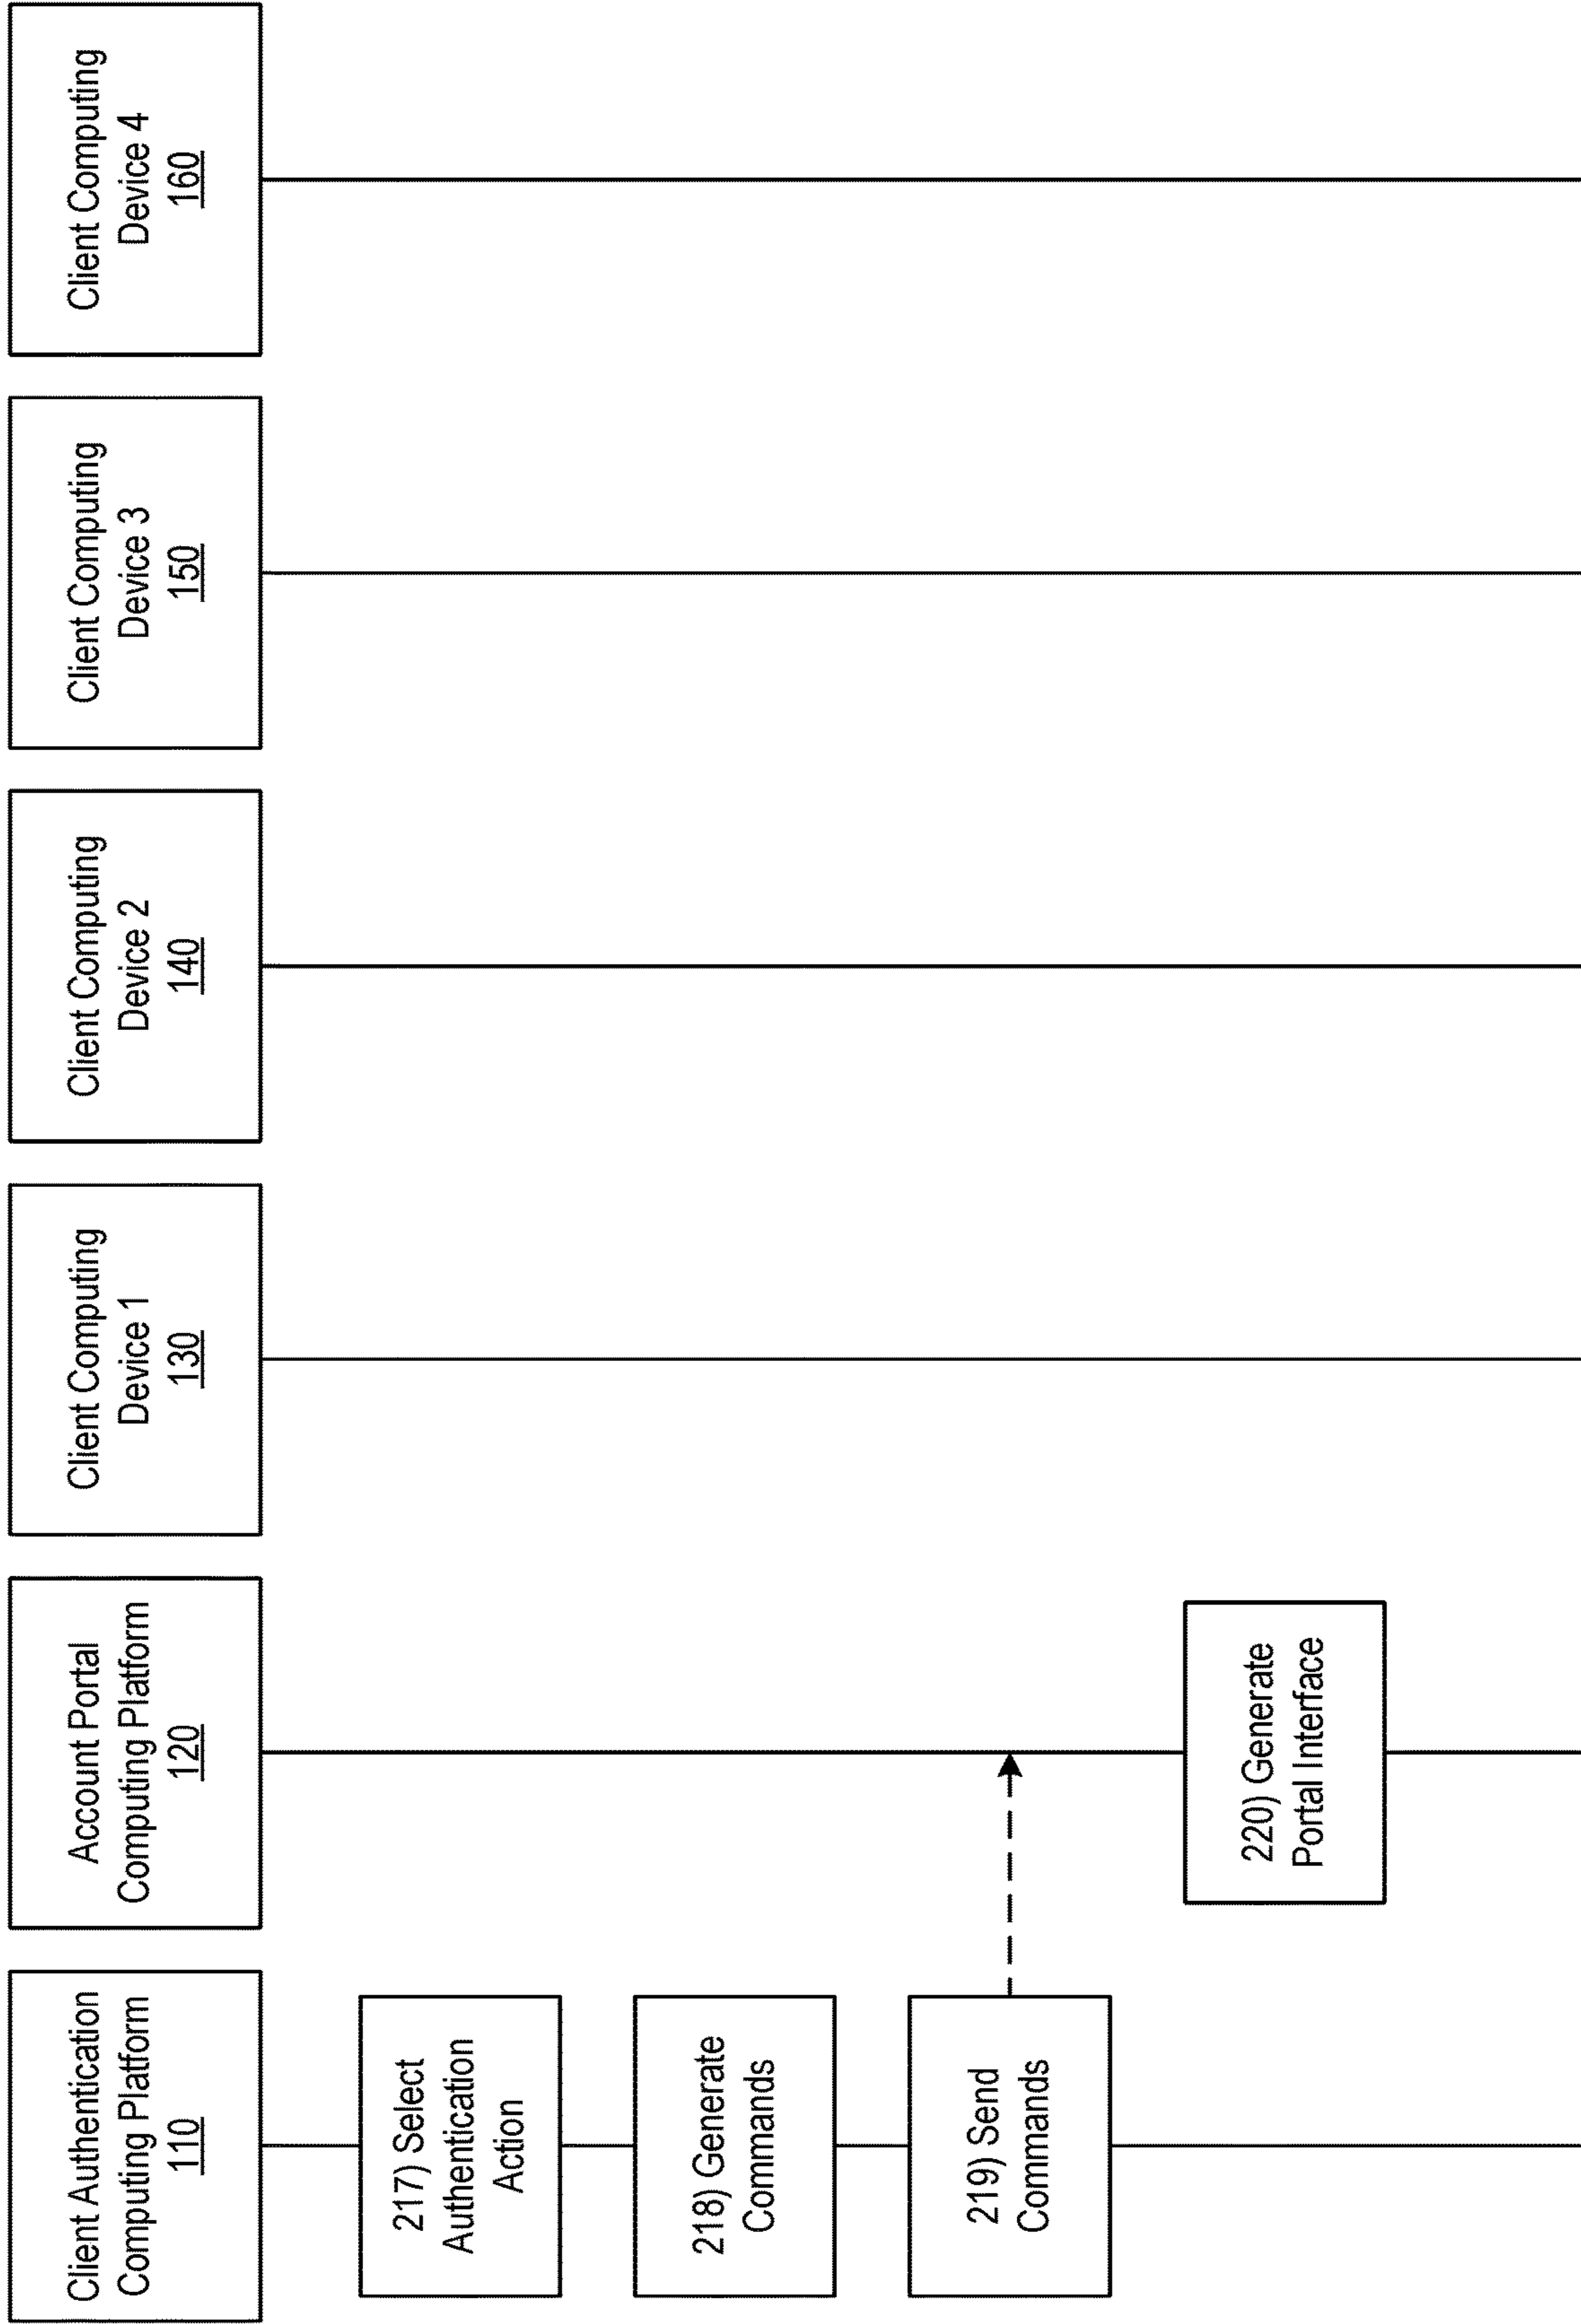 Client Authentication
Computing Platform
110
Account Portal
Computing Platform
120
Client Computing
Device 1
130
Client Computing
Device 2
140
Client Computing
Device 3
150
Client Computing
Device 4
160
217) Select
Authentication
Action
218) Generate
Commands
219) Send
Commands
220) Generate
Portal Interface